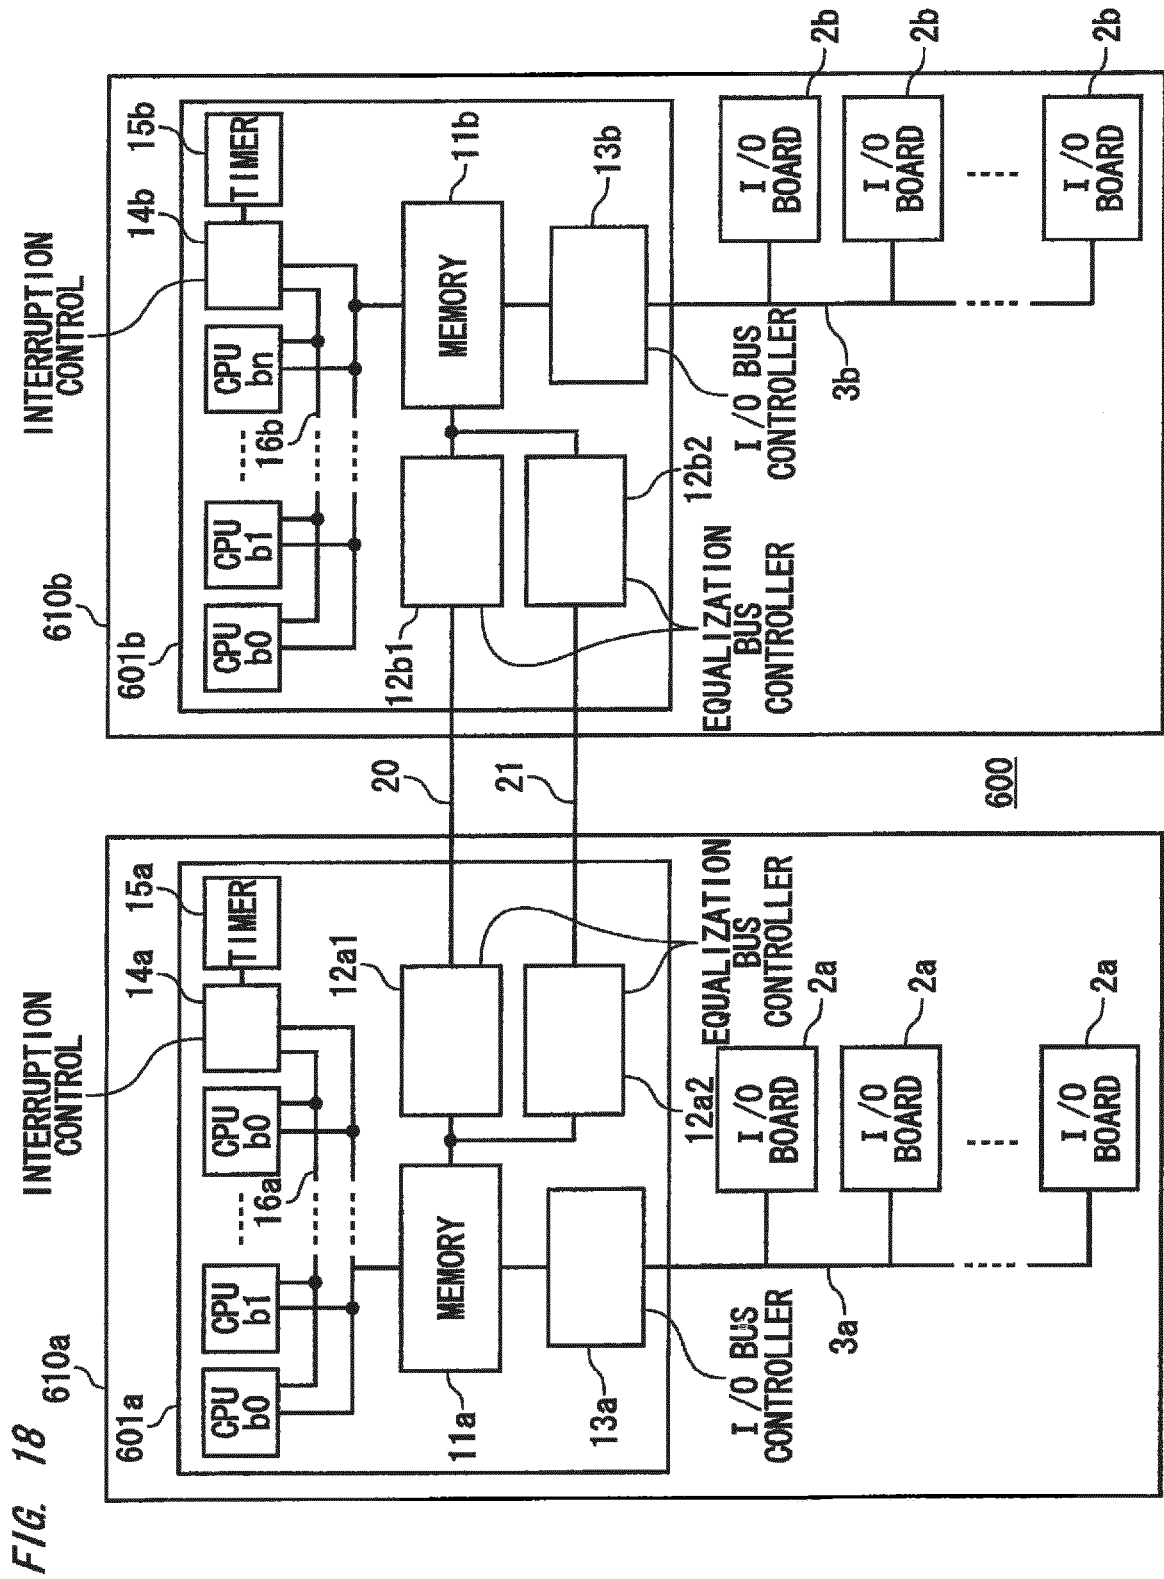 FIG. 18
610a
601a
INTERRUPTION
CONTROL
14a
15a
CPU
b0
CPU
b1
CPU
b0
TIMER
16a
12a1
MEMORY
11a
13a
12a2
EQUALIZATION
BUS
CONTROLLER
I/O BUS
CONTROLLER
I/O
BOARD
2a
I/O
BOARD
2a
I/O
BOARD
2a
3a
20
21
600
610b
601b
INTERRUPTION
CONTROL
14b
15b
CPU
b0
CPU
b1
CPU
bn
TIMER
16b
12b1
MEMORY
11b
13b
12b2
EQUALIZATION
BUS
CONTROLLER
I/O BUS
CONTROLLER
I/O
BOARD
2b
I/O
BOARD
2b
I/O
BOARD
2b
3b